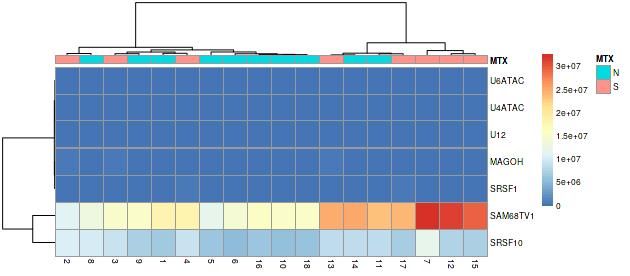 MTX
U6ATAC
U4ATAC
U12
MAGOH
SRSF1
SAM68TV1
SRSF10
2 8 3 9 1 4 5 6 16 10 18 13 14 11 17 7 12 15
3e+07
2.5e+07
2e+07
1.5e+07
1e+07
5e+06
0
MTX
N
S